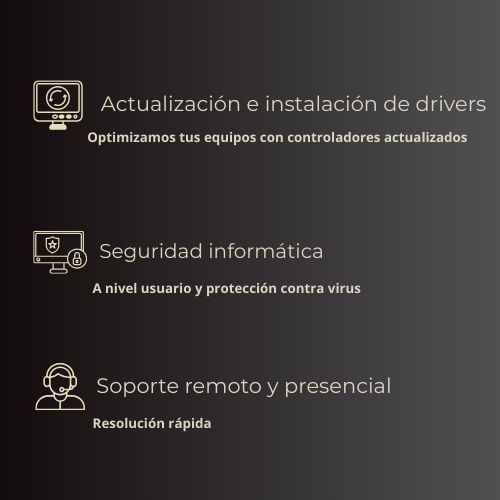 Actualización e instalación de drivers
Optimizamos tus equipos con controladores actualizados
Seguridad informática
A nivel usuario y protección contra virus
Soporte remoto y presencial
Resolución rápida